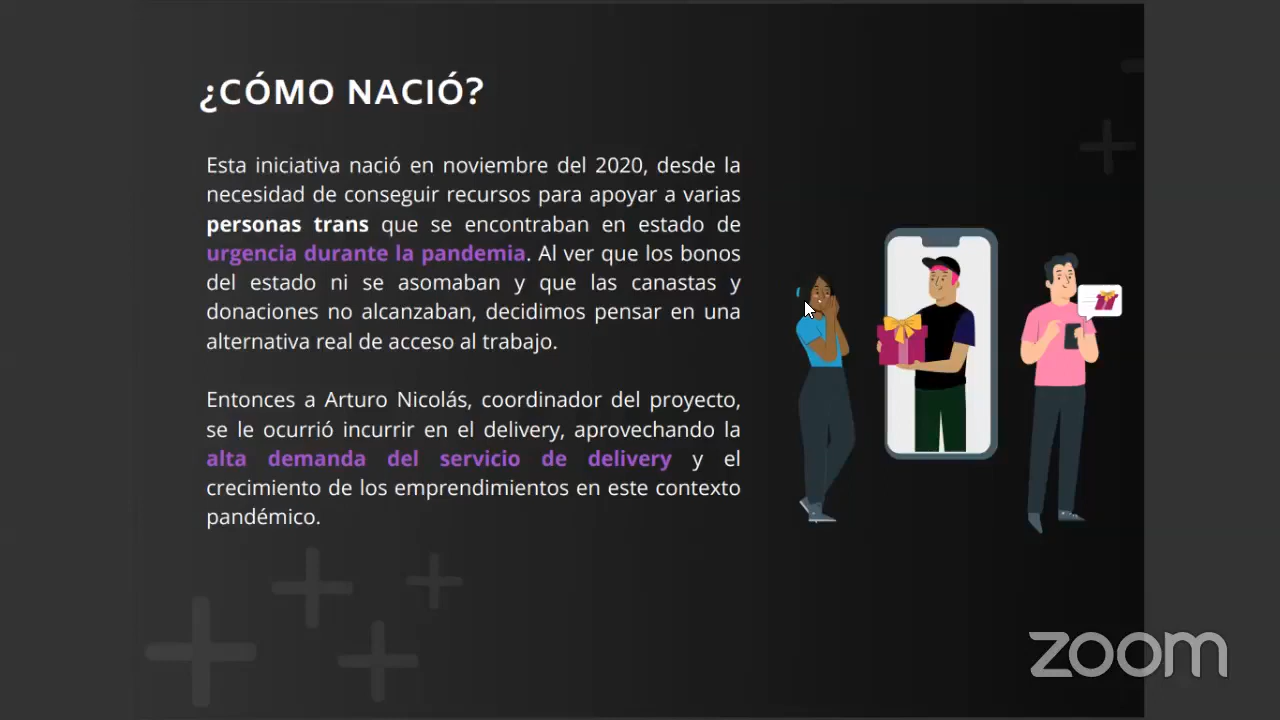 ¿CÓMO NACIÓ?
Esta iniciativa nació en noviembre del 2020, desde la
necesidad de conseguir recursos para apoyar a varias
personas trans que se encontraban en estado de
urgencia durante la pandemia. Al ver que los bonos
del estado ni se asomaban y que las canastas y
donaciones no alcanzaban, decidimos pensar en una
alternativa real de acceso al trabajo.
Entonces a Arturo Nicolás, coordinador del proyecto,
se le ocurrió incurrir en el delivery, aprovechando la
alta demanda del servicio de delivery y el
crecimiento de los emprendimientos en este contexto
pandémico.
zoom